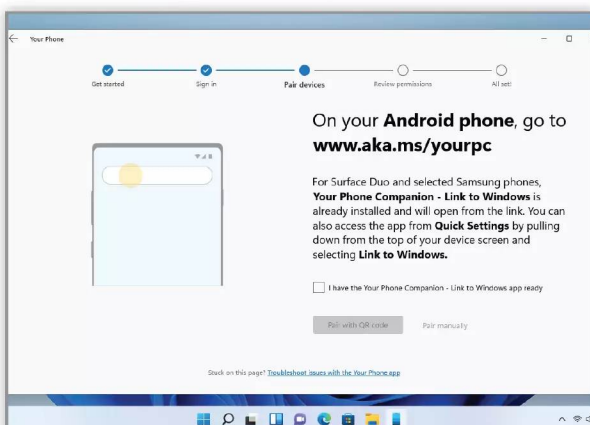 Your Phone
Get started
Sign in
Pair devices
Review permissions
All set!
On your Android phone, go to
www.aka.ms/yourpc
For Surface Duo and selected Samsung phones,
Your Phone Companion - Link to Windows is
already installed and will open from the link. You can
also access the app from Quick Settings by pulling
down from the top of your device screen and
selecting Link to Windows.
I have the Your Phone Companion - Link to Windows app ready
Pair with QR code
Pair manually
Stuck on this page? Troubleshoot issues with the Your Phone app